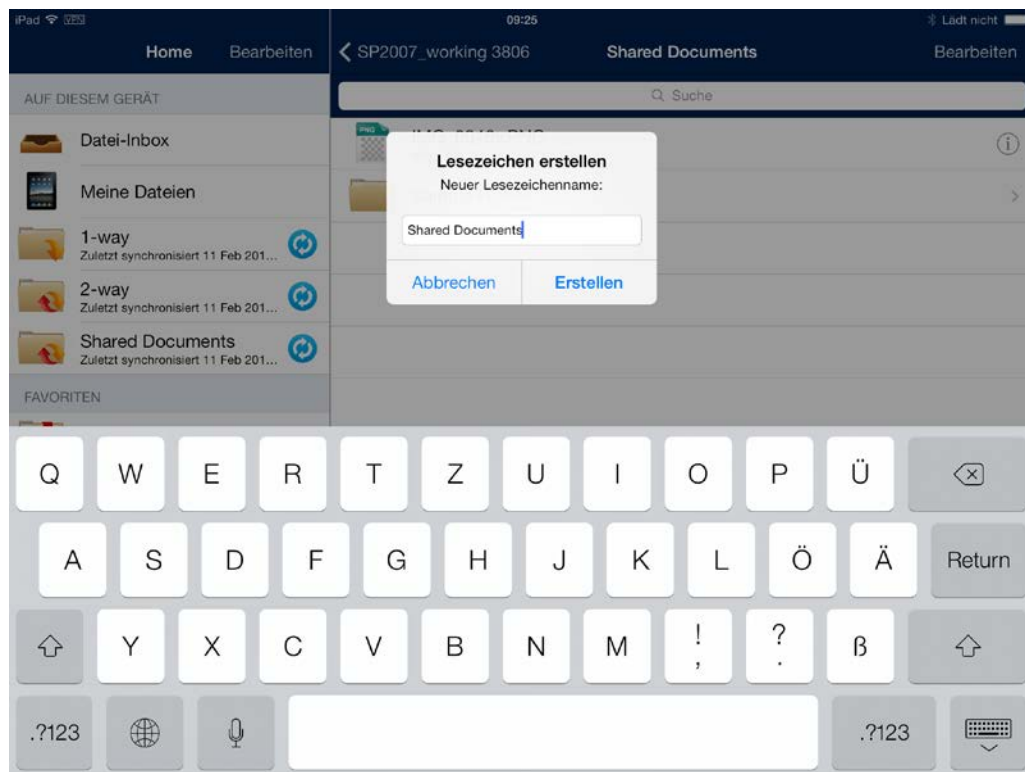 iPad VPN 09:25 Lädt nicht
Home Bearbeiten SP2007_working 3806 Shared Documents Bearbeiten
AUF DIESEM GERÄT
Suche
Datei-Inbox
Meine Dateien
1-way
Zuletzt synchronisiert 11 Feb 201...
2-way
Zuletzt synchronisiert 11 Feb 201...
Shared Documents
Zuletzt synchronisiert 11 Feb 201...
FAVORITEN
PNG
Lesezeichen erstellen
Neuer Lesezeichenname:
Shared Documents
Abbrechen Erstellen
Q W E R T Z U I O P Ü
A S D F G H J K L Ö Ä Return
Y X C V B N M ! , ? . ß
.?123 .?123